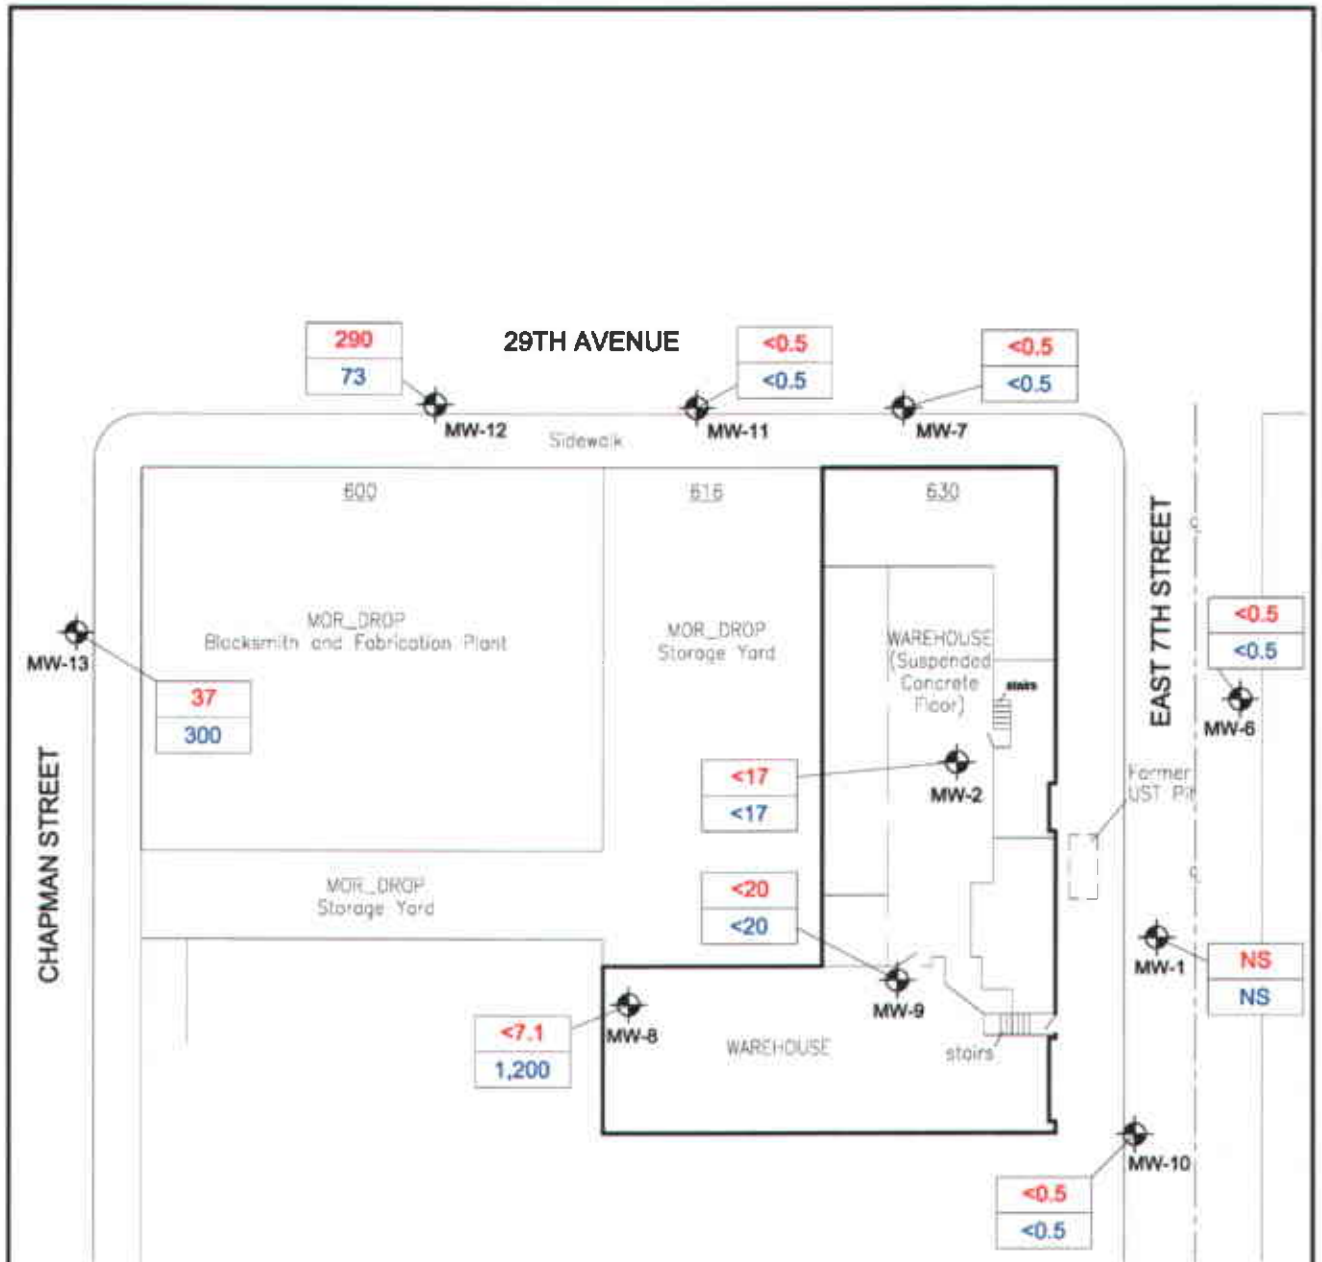 29TH AVENUE
290
73
<0.5
<0.5
<0.5
<0.5
MW-12
MW-11
MW-7
Sidewalk
600
616
630
EAST 7TH STREET
MOR_DROP
Blacksmith and Fabrication Plant
MOR_DROP
Storage Yard
WAREHOUSE
(Suspended
Concrete
Floor)
stairs
<0.5
<0.5
MW-6
MW-13
37
300
CHAPMAN STREET
<17
<17
MW-2
Former
UST Pit
MOR_DROP
Storage Yard
<20
<20
MW-9
MW-1
NS
NS
<7.1
1,200
MW-8
WAREHOUSE
stairs
MW-10
<0.5
<0.5